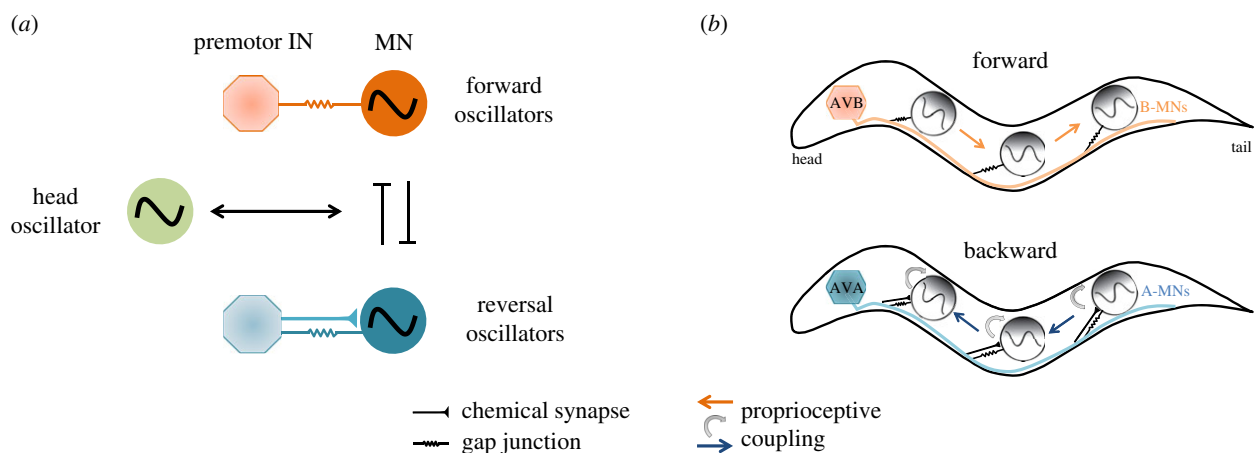 (a)
premotor IN
MN
forward
oscillators
head
oscillator
reversal
oscillators
chemical synapse
gap junction
(b)
forward
AVB
B-MNs
head
tail
backward
AVA
A-MNs
proprioceptive
coupling